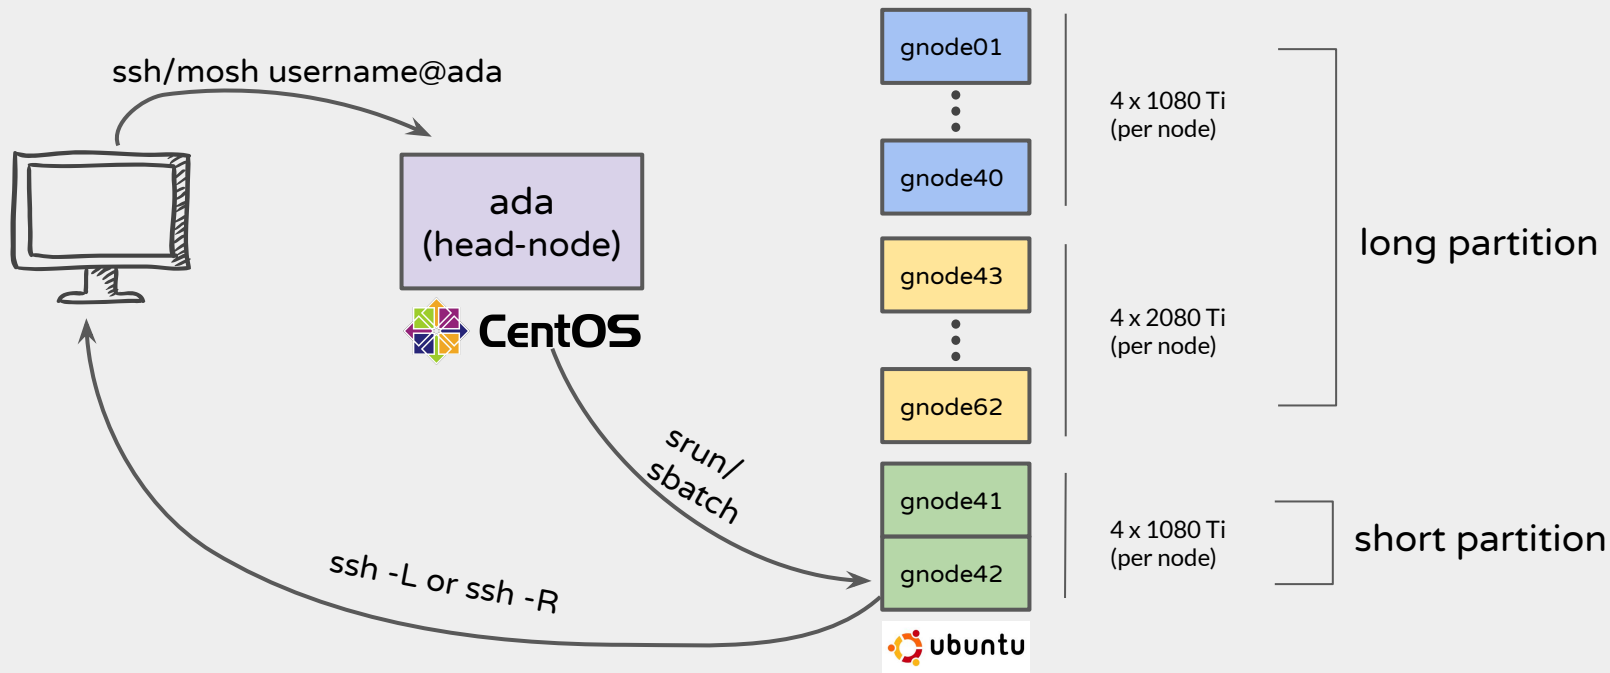 ssh/mosh username@ada
ada
(head-node)
CentOS
srun/
sbatch
ssh -L or ssh -R
gnode01
gnode40
4 x 1080 Ti
(per node)
gnode43
gnode62
4 x 2080 Ti
(per node)
long partition
gnode41
gnode42
4 x 1080 Ti
(per node)
short partition
ubuntu